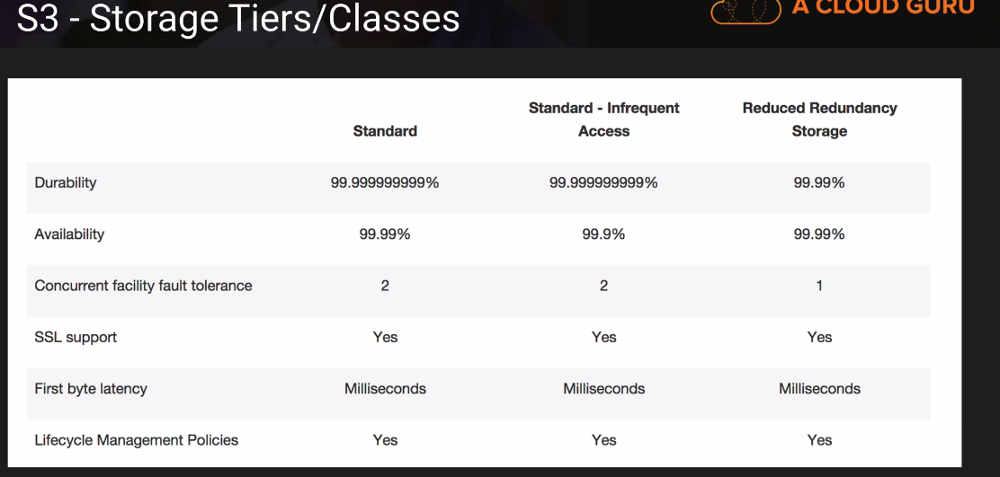 S3 - Storage Tiers/Classes
A CLOUD GURU
Standard
Standard - Infrequent
Access
Reduced Redundancy
Storage
Durability 99.999999999% 99.999999999% 99.99%
Availability 99.99% 99.9% 99.99%
Concurrent facility fault tolerance 2 2 1
SSL support Yes Yes Yes
First byte latency Milliseconds Milliseconds Milliseconds
Lifecycle Management Policies Yes Yes Yes